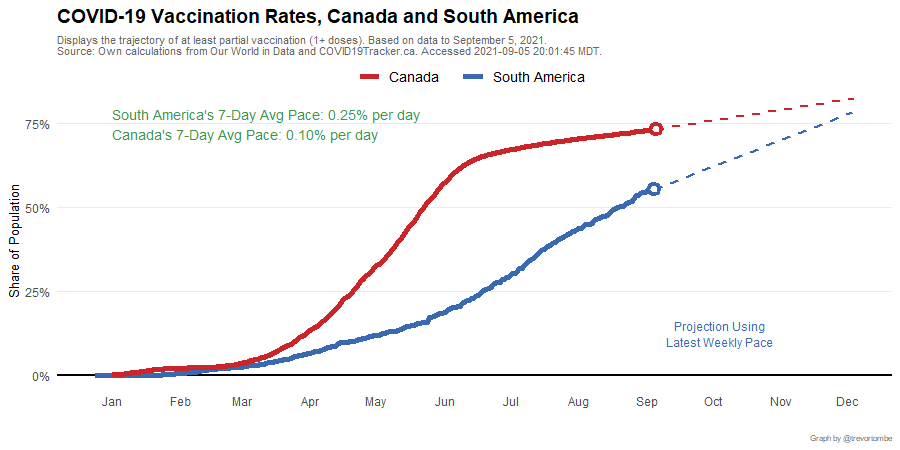 COVID-19 Vaccination Rates, Canada and South America
Displays the trajectory of at least partial vaccination (1+ doses). Based on data to September 5, 2021.
Source: Own calculations from Our World in Data and COVID19Tracker.ca. Accessed 2021-09-05 20:01:45 MDT.
Canada South America
South America's 7-Day Avg Pace: 0.25% per day
Canada's 7-Day Avg Pace: 0.10% per day
75%
50%
25%
0%
Share of Population
Projection Using
Latest Weekly Pace
Jan Feb Mar Apr May Jun Jul Aug Sep Oct Nov Dec
Graph by @trevortombe